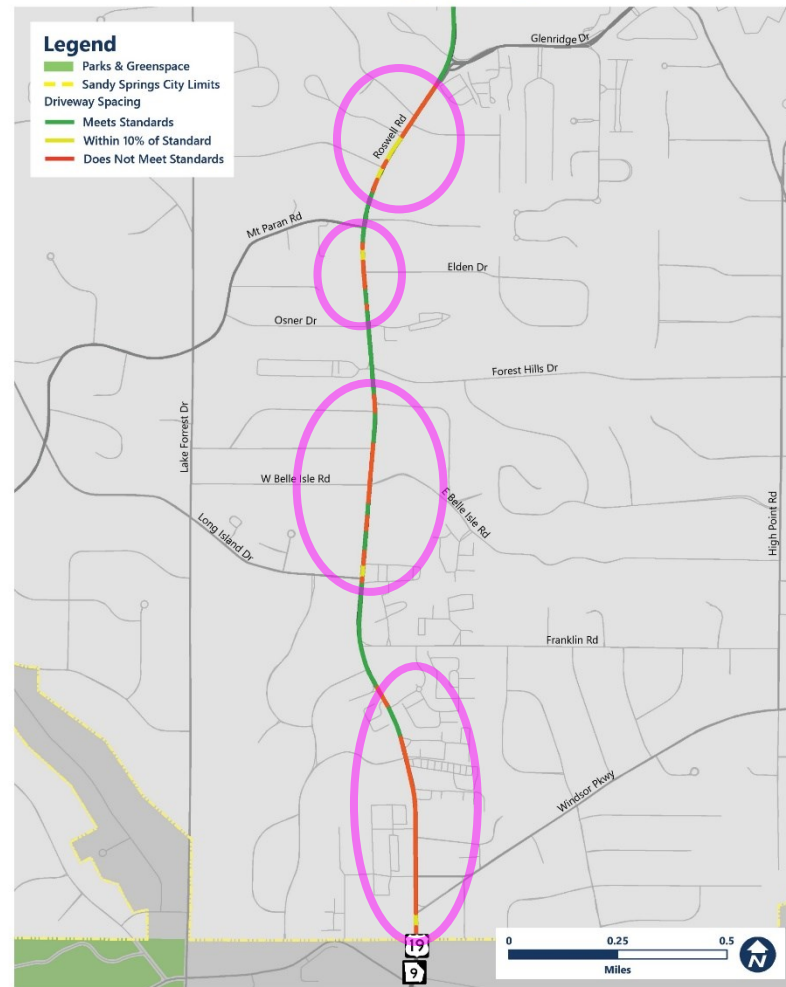 Legend
Parks & Greenspace
Sandy Springs City Limits
Driveway Spacing
Meets Standards
Within 10% of Standard
Does Not Meet Standards
Glenridge Dr
Roswell Rd
Mt Paran Rd
Elden Dr
Osner Dr
Forest Hills Dr
Lake Forrest Dr
W Belle Isle Rd
E Belle Isle Rd
High Point Rd
Long Island Dr
Franklin Rd
Windsor Pkwy
19
9
0 0.25 0.5
Miles
N